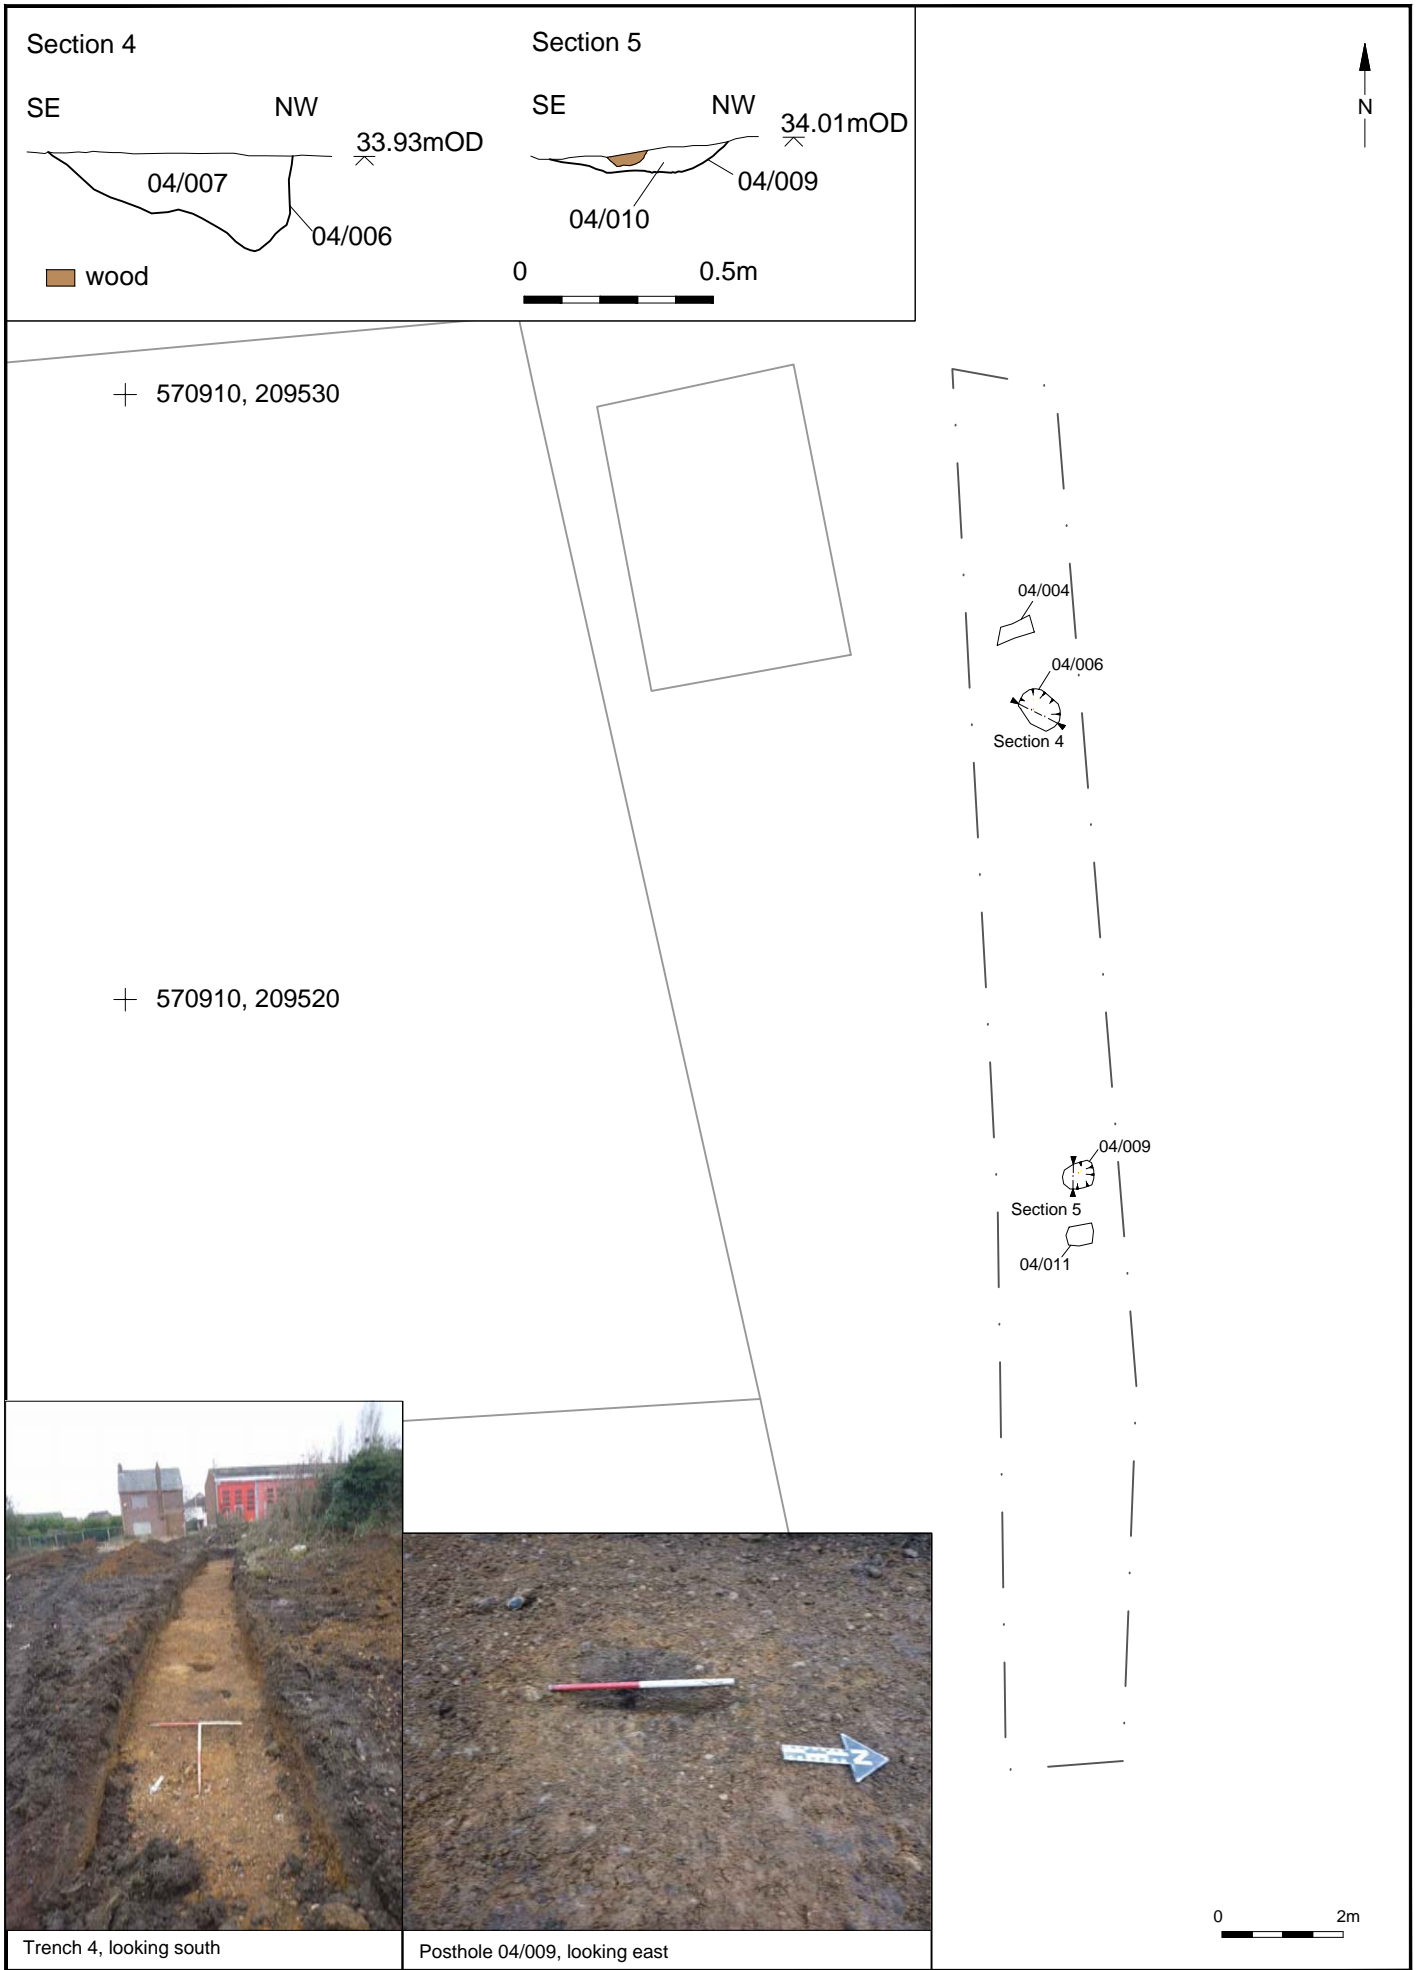 Section 4
Section 5
SE
NW
33.93mOD
SE
NW
34.01mOD
04/007
04/006
04/009
04/010
wood
0
0.5m
N
570910, 209530
04/004
04/006
Section 4
570910, 209520
04/009
Section 5
04/011
N
0
2m
Trench 4, looking south
Posthole 04/009, looking east